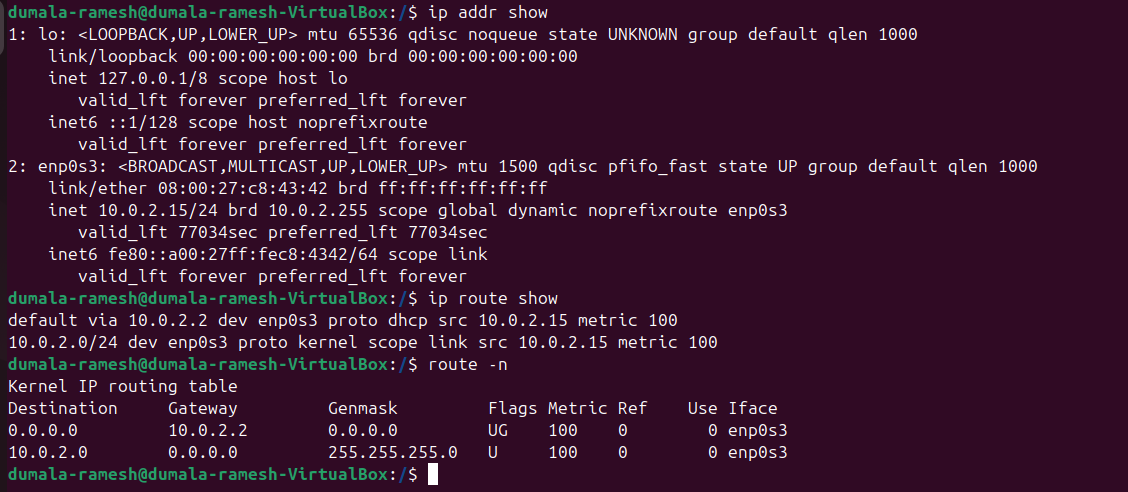 dumala-ramesh@dumala-ramesh-VirtualBox:/$ ip addr show
1: lo: <LOOPBACK,UP,LOWER_UP> mtu 65536 qdisc noqueue state UNKNOWN group default qlen 1000
    link/loopback 00:00:00:00:00:00 brd 00:00:00:00:00:00
    inet 127.0.0.1/8 scope host lo
       valid_lft forever preferred_lft forever
    inet6 ::1/128 scope host noprefixroute
       valid_lft forever preferred_lft forever
2: enp0s3: <BROADCAST,MULTICAST,UP,LOWER_UP> mtu 1500 qdisc pfifo_fast state UP group default qlen 1000
    link/ether 08:00:27:c8:43:42 brd ff:ff:ff:ff:ff:ff
    inet 10.0.2.15/24 brd 10.0.2.255 scope global dynamic noprefixroute enp0s3
       valid_lft 77034sec preferred_lft 77034sec
    inet6 fe80::a00:27ff:fec8:4342/64 scope link
       valid_lft forever preferred_lft forever
dumala-ramesh@dumala-ramesh-VirtualBox:/$ ip route show
default via 10.0.2.2 dev enp0s3 proto dhcp src 10.0.2.15 metric 100
10.0.2.0/24 dev enp0s3 proto kernel scope link src 10.0.2.15 metric 100
dumala-ramesh@dumala-ramesh-VirtualBox:/$ route -n
Kernel IP routing table
Destination     Gateway         Genmask         Flags Metric Ref    Use Iface
0.0.0.0         10.0.2.2        0.0.0.0         UG    100    0        0 enp0s3
10.0.2.0        0.0.0.0         255.255.255.0   U     100    0        0 enp0s3
dumala-ramesh@dumala-ramesh-VirtualBox:/$